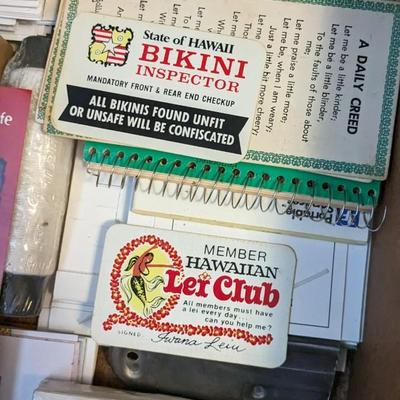 State of HAWAII
BIKINI
INSPECTOR
MANDATORY FRONT & REAR END CHECKUP
ALL BIKINIS FOUND UNFIT
OR UNSAFE WILL BE CONFISCATED
A DAILY CREED
Let me be a little kinder;
Let me be a little blinder;
To the faults of those about
Let me praise a little more;
Let me be, when I am weary;
Just a little bit more cheery;
Portable
MEMBER
HAWAIIAN
Lei Club
All members must have
a lei every day...
can you help me?
SIGNED
Iwana Leiu